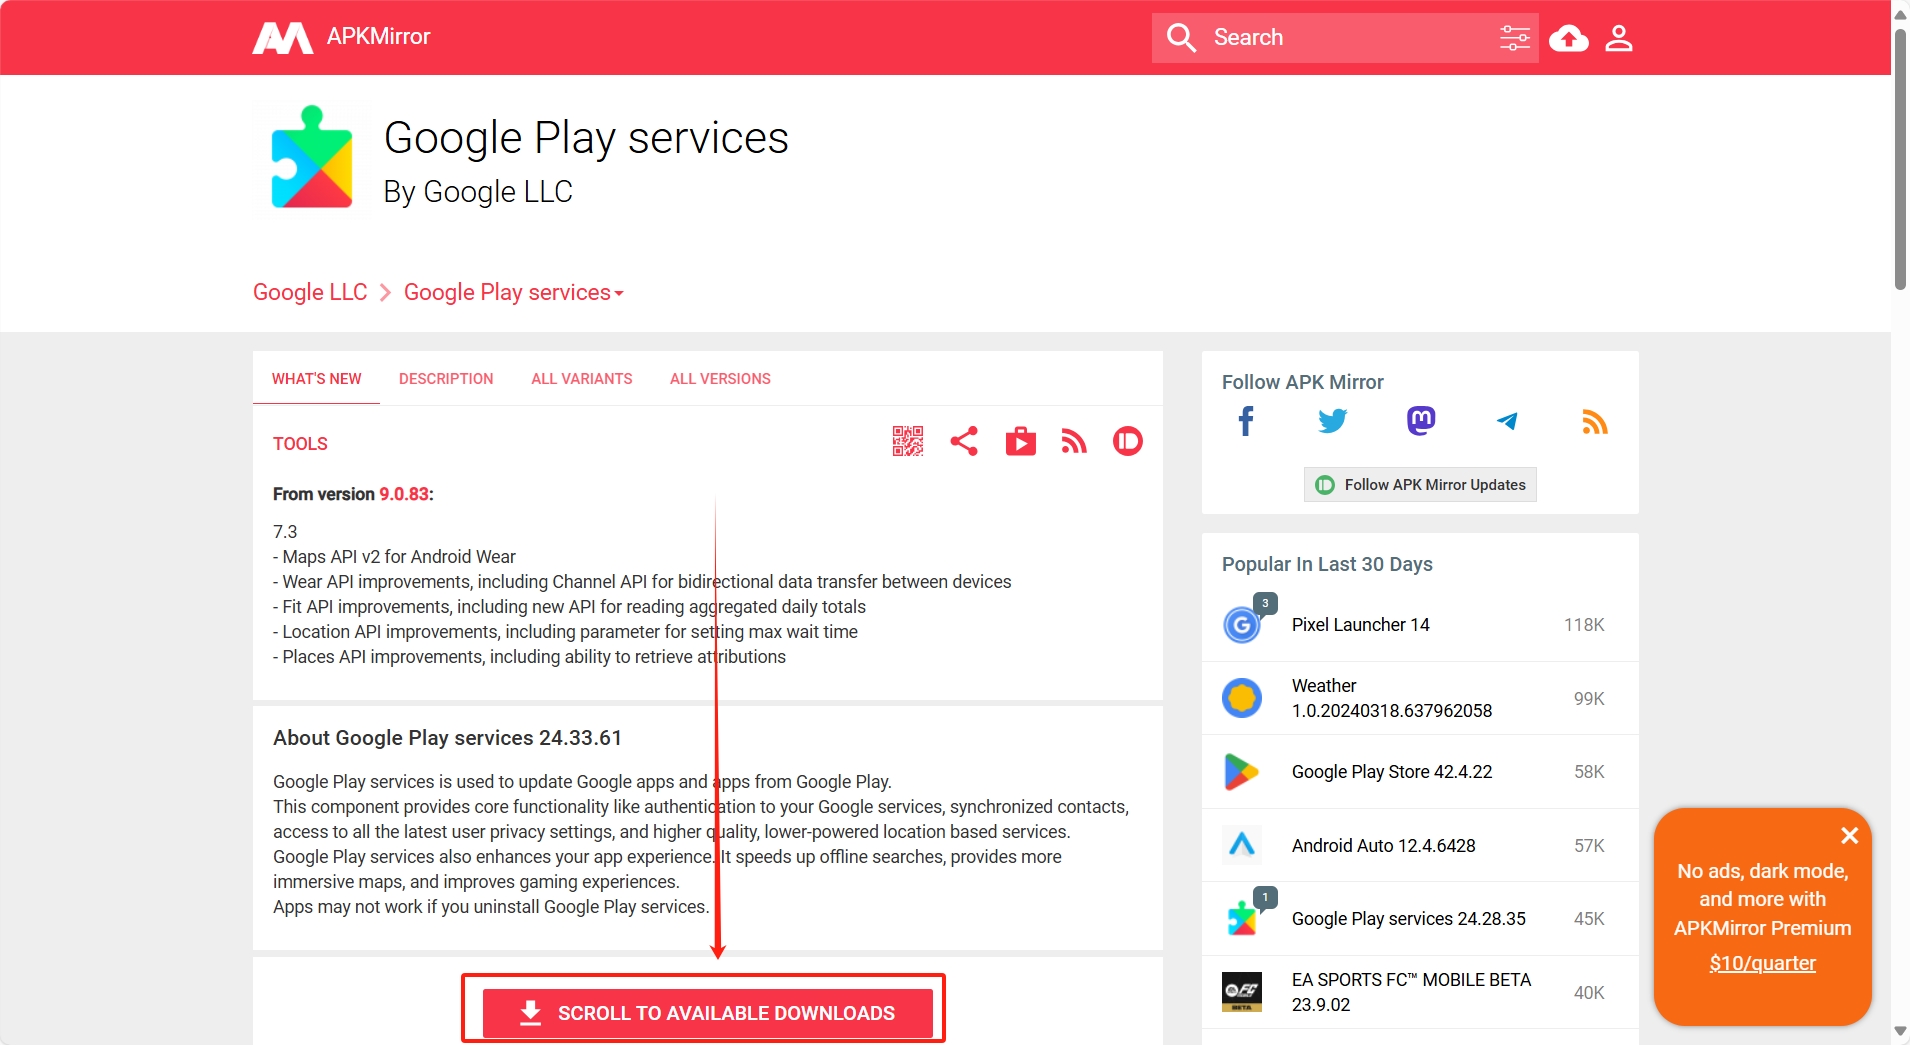 APKMirror
Search
Google Play services
By Google LLC
Google LLC
Google Play services
WHAT'S NEW
DESCRIPTION
ALL VARIANTS
ALL VERSIONS
TOOLS
From version 9.0.83:
7.3
- Maps API v2 for Android Wear
- Wear API improvements, including Channel API for bidirectional data transfer between devices
- Fit API improvements, including new API for reading aggregated daily totals
- Location API improvements, including parameter for setting max wait time
- Places API improvements, including ability to retrieve attributions
About Google Play services 24.33.61
Google Play services is used to update Google apps and apps from Google Play.
This component provides core functionality like authentication to your Google services, synchronized contacts,
access to all the latest user privacy settings, and higher quality, lower-powered location based services.
Google Play services also enhances your app experience. It speeds up offline searches, provides more
immersive maps, and improves gaming experiences.
Apps may not work if you uninstall Google Play services.
SCROLL TO AVAILABLE DOWNLOADS
Follow APK Mirror
Follow APK Mirror Updates
Popular In Last 30 Days
3
Pixel Launcher 14
118K
Weather
1.0.20240318.637962058
99K
Google Play Store 42.4.22
58K
Android Auto 12.4.6428
57K
1
Google Play services 24.28.35
45K
EA SPORTS FC™ MOBILE BETA
23.9.02
40K
FC
BETA
No ads, dark mode,
and more with
APKMirror Premium
$10/quarter